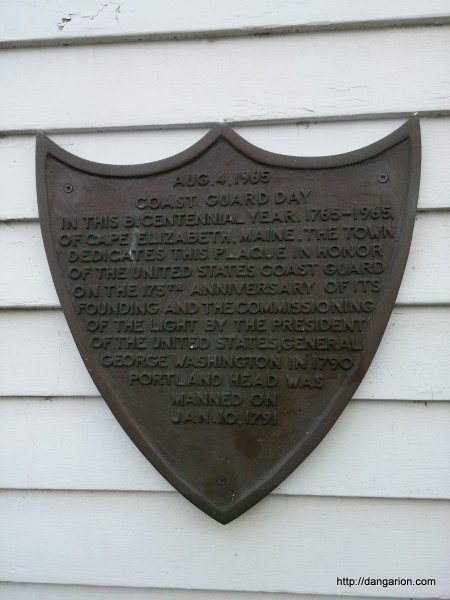 AUG. 4, 1965
COAST GUARD DAY
IN THIS BICENTENNIAL YEAR, 1765-1965,
OF CAPE ELIZABETH, MAINE, THE TOWN
DEDICATES THIS PLAQUE IN HONOR
OF THE UNITED STATES COAST GUARD
ON THE 175TH ANNIVERSARY OF ITS
FOUNDING AND THE COMMISSIONING
OF THE LIGHT BY THE PRESIDENT
OF THE UNITED STATES, GENERAL
GEORGE WASHINGTON IN 1790
PORTLAND HEAD WAS
MANNED ON
JAN. 10, 1791
http://dangarion.com